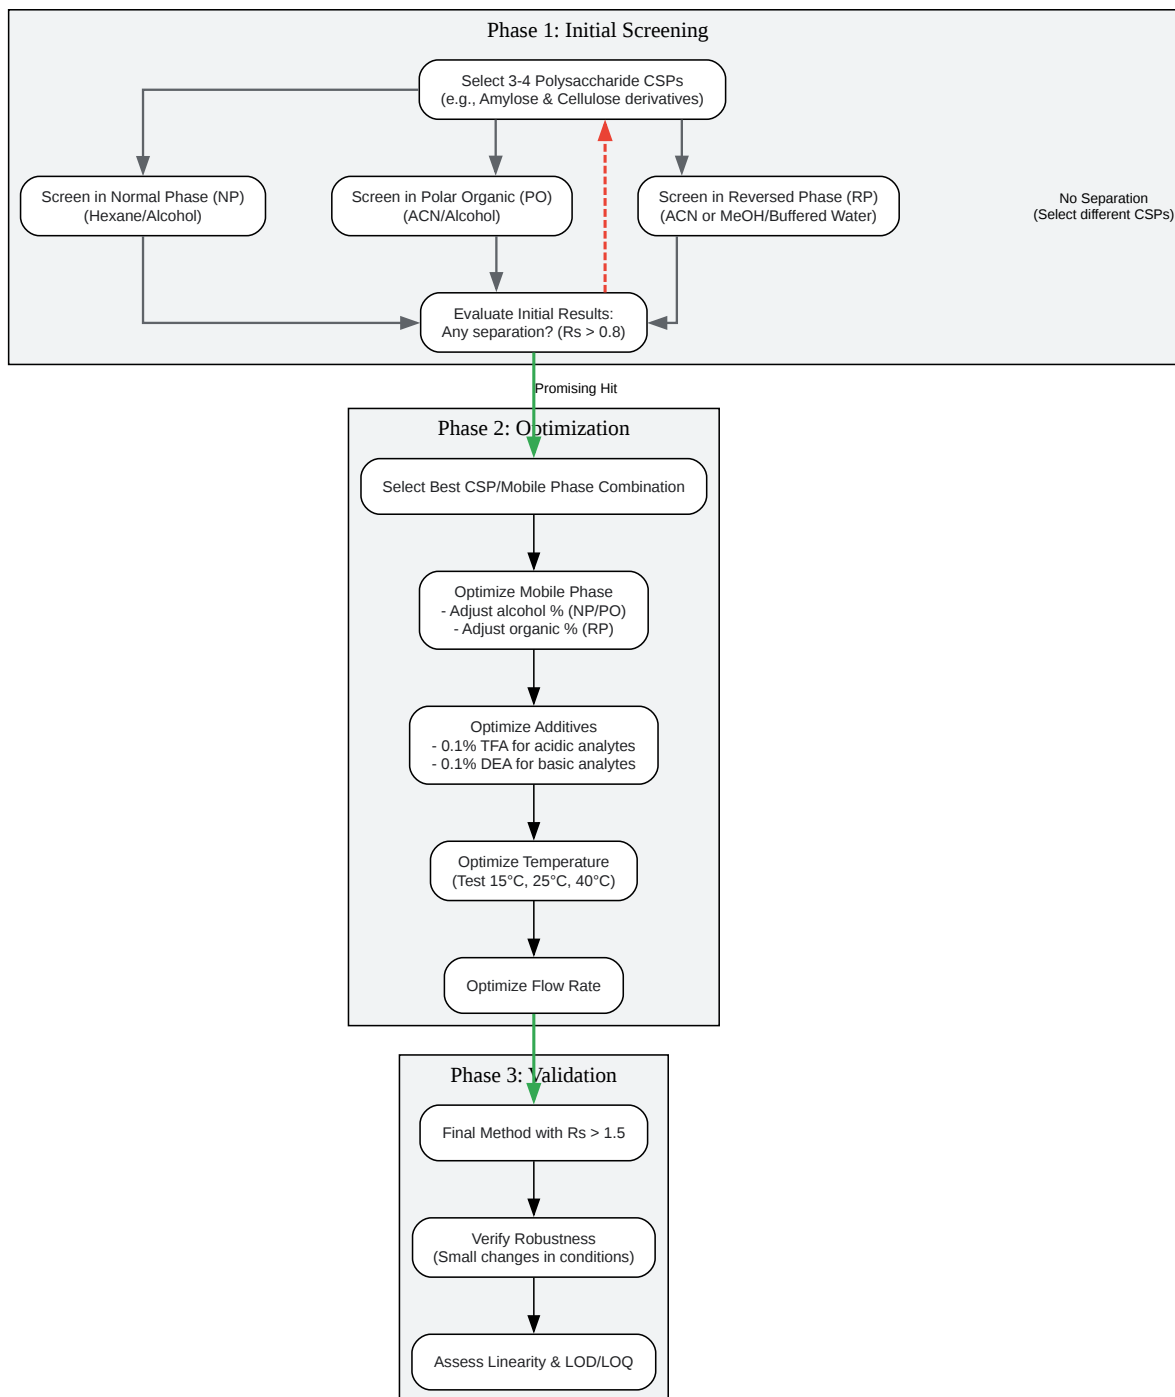 Phase 1: Initial Screening
Select 3-4 Polysaccharide CSPs
(e.g., Amylose & Cellulose derivatives)
Screen in Normal Phase (NP)
(Hexane/Alcohol)
Screen in Polar Organic (PO)
(ACN/Alcohol)
Screen in Reversed Phase (RP)
(ACN or MeOH/Buffered Water)
No Separation
(Select different CSPs)
Evaluate Initial Results:
Any separation? (Rs > 0.8)
Promising Hit
Phase 2: Optimization
Select Best CSP/Mobile Phase Combination
Optimize Mobile Phase
- Adjust alcohol % (NP/PO)
- Adjust organic % (RP)
Optimize Additives
- 0.1% TFA for acidic analytes
- 0.1% DEA for basic analytes
Optimize Temperature
(Test 15°C, 25°C, 40°C)
Optimize Flow Rate
Phase 3: Validation
Final Method with Rs > 1.5
Verify Robustness
(Small changes in conditions)
Assess Linearity & LOD/LOQ